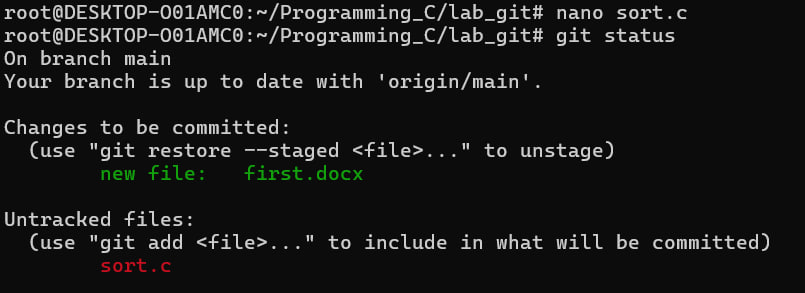 root@DESKTOP-O01AMC0:~/Programming_C/lab_git# nano sort.c
root@DESKTOP-O01AMC0:~/Programming_C/lab_git# git status
On branch main
Your branch is up to date with 'origin/main'.
Changes to be committed:
(use "git restore --staged <file>..." to unstage)
new file:   first.docx
Untracked files:
(use "git add <file>..." to include in what will be committed)
sort.c